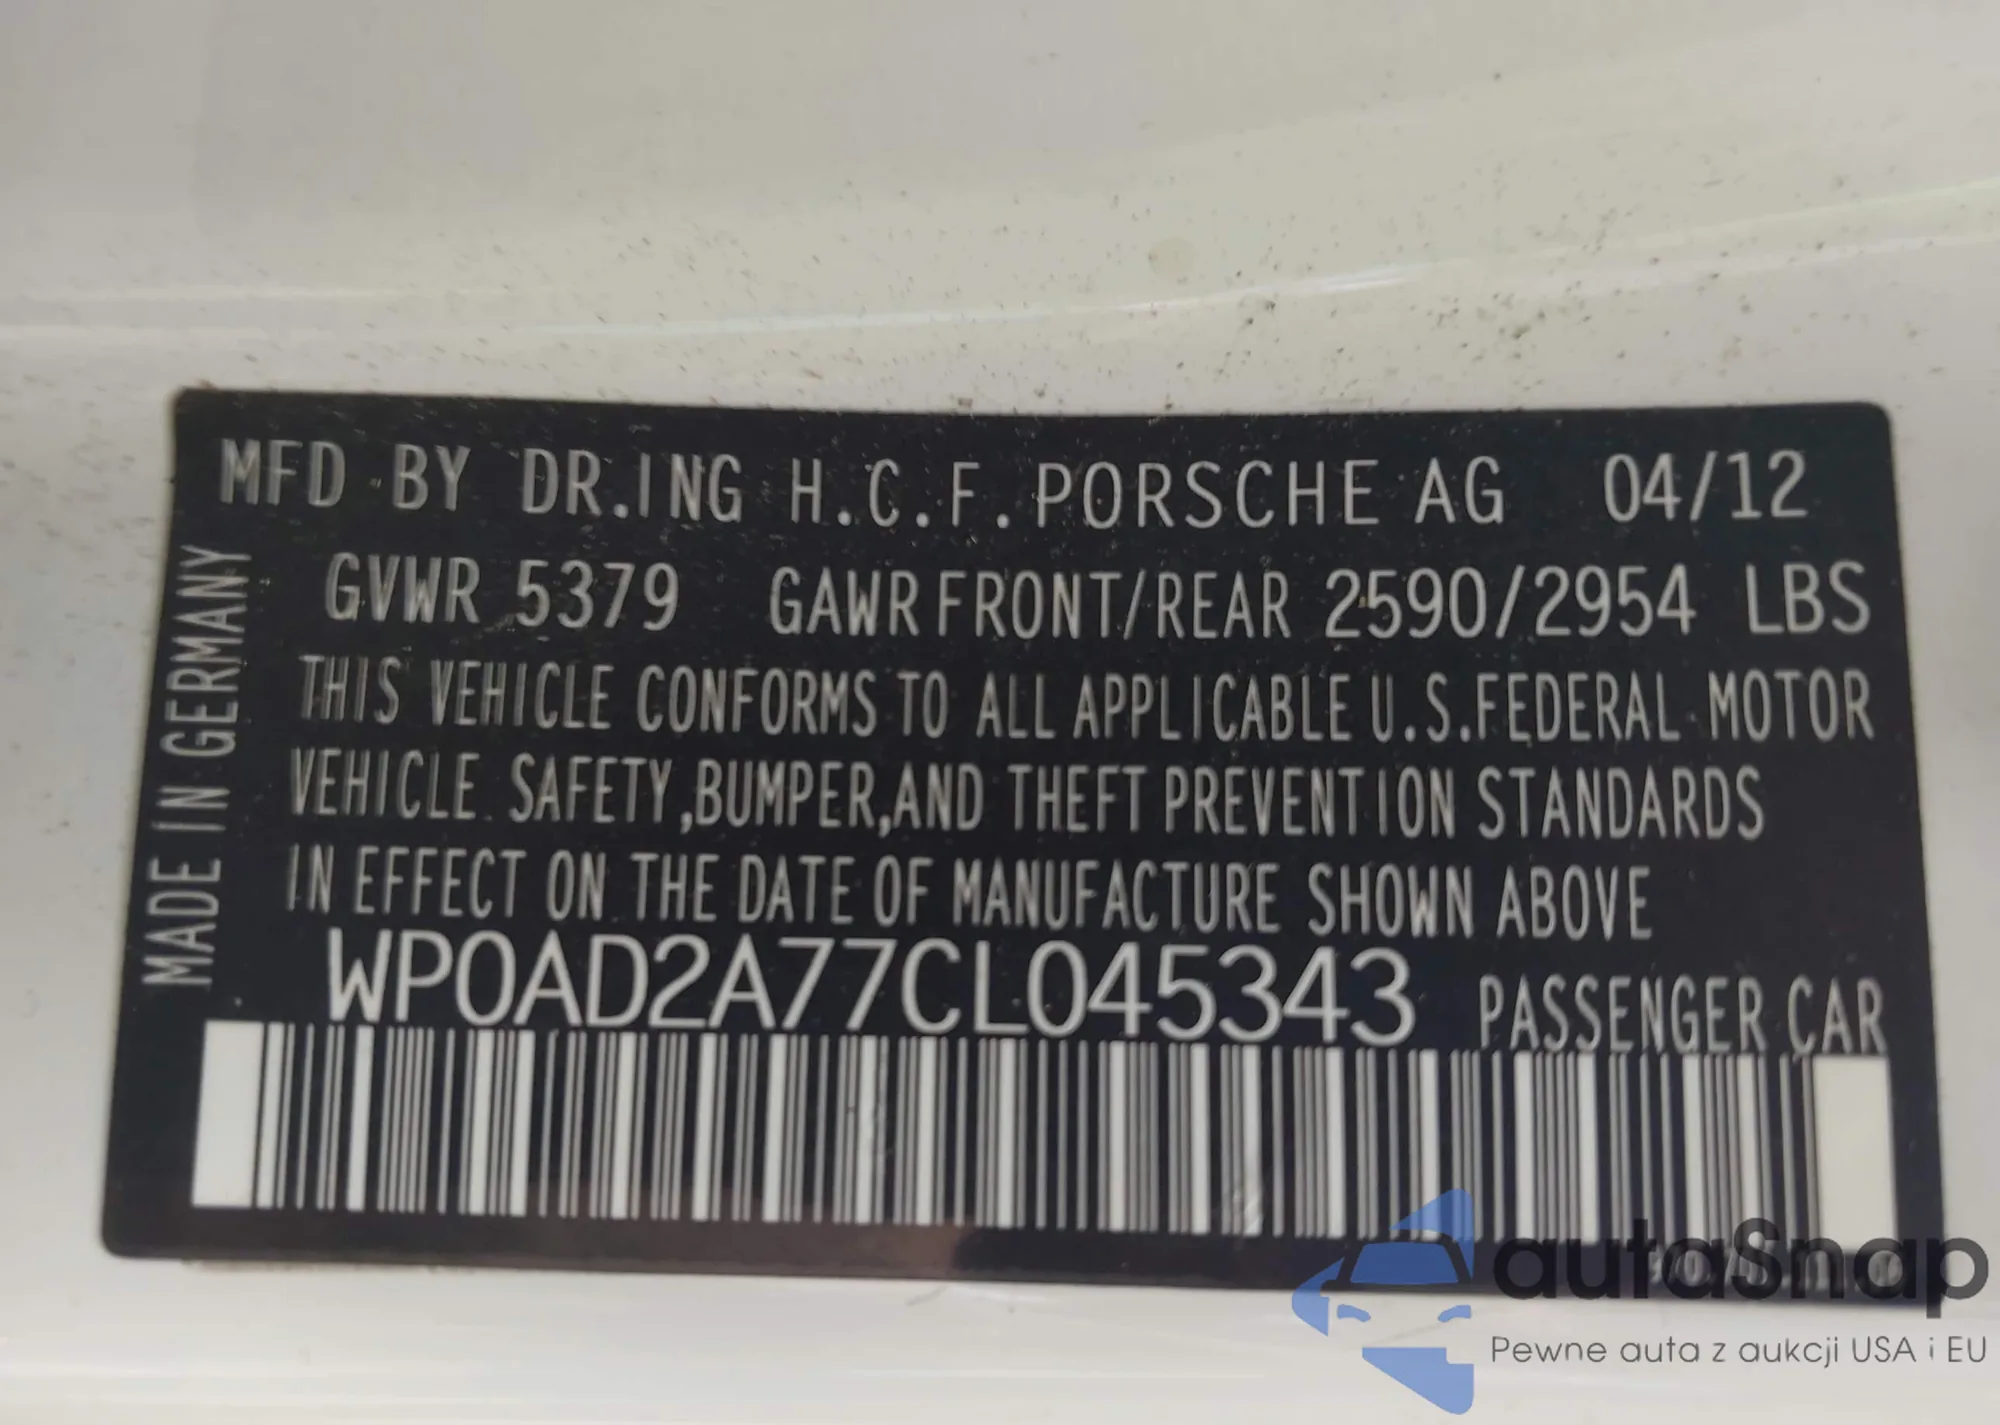 MFD BY DR.ING H.C.F. PORSCHE AG 04/12
GVWR 5379 GAWR FRONT/REAR 2590/2954 LBS
THIS VEHICLE CONFORMS TO ALL APPLICABLE U.S.FEDERAL MOTOR
VEHICLE SAFETY,BUMPER,AND THEFT PREVENTION STANDARDS
IN EFFECT ON THE DATE OF MANUFACTURE SHOWN ABOVE
WP0AD2A77CL045343 PASSENGER CAR
MADE IN GERMANY
autaSnap
Pewne auta z aukcji USA i EU